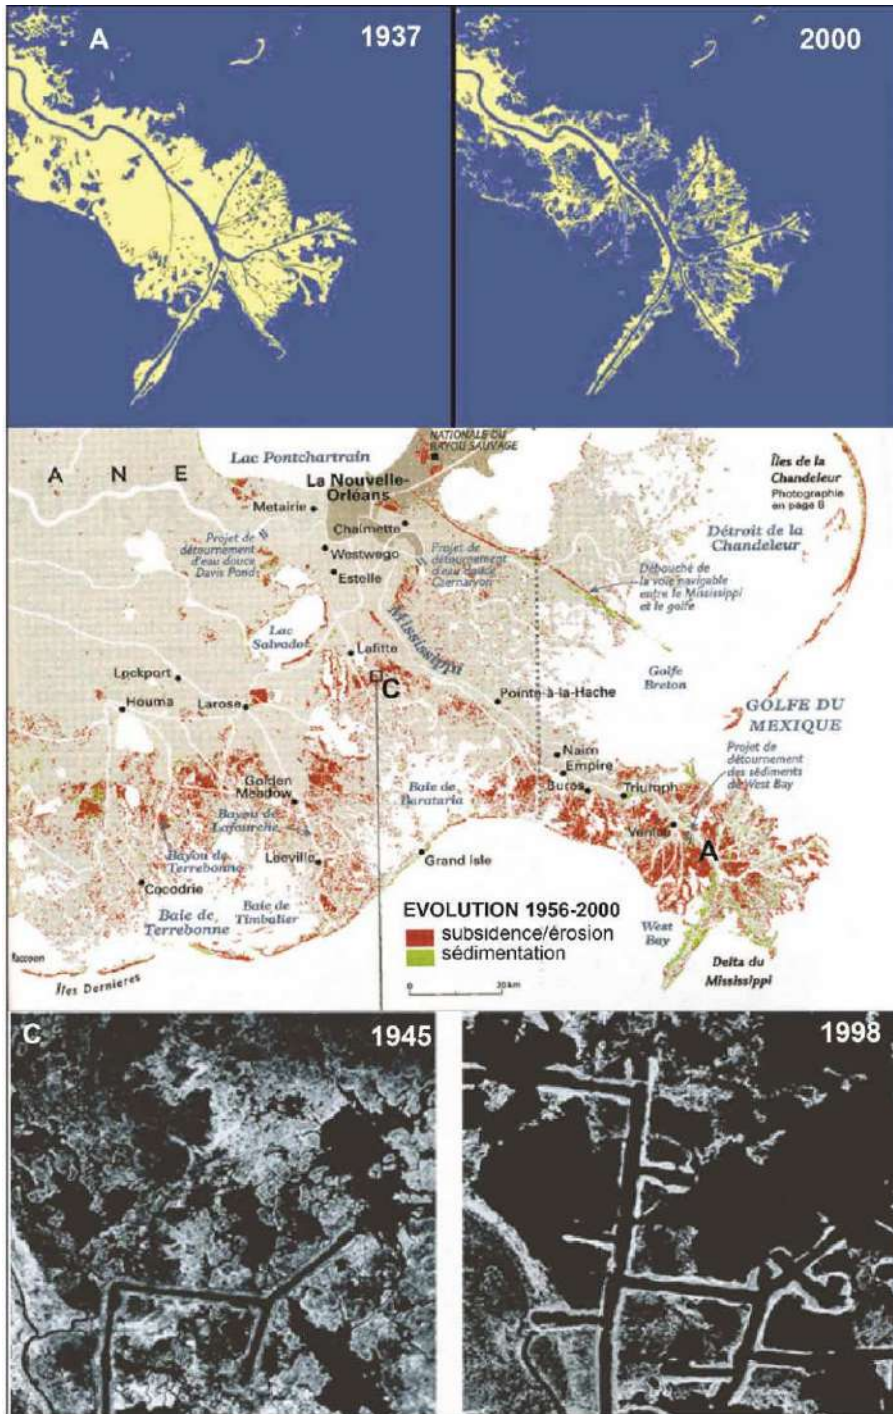 A
1937
2000
NATIONALE DU
BAYOU SAUVAGE
Lac Pontchartrain
A N E
La Nouvelle-
Orléans
Îles de la
Chandeleur
Photographie
en page 8
Metairie
Chalmette
Détroit de la
Chandeleur
Projet de
détournement
d'eau douce
Davis Pond
Westwego
Estelle
Projet de
détournement
d'eau douce
Débouché de
la voie navigable
entre le Mississippi
et le golfe
Mississippi
Lac
Salvador
Lafitte
Lockport
C
Golfe
Breton
Houma
Larose
Pointe-à-la-Hache
GOLFE DU
MEXIQUE
Nairn
Empire
Projet de
détournement
des sédiments
de West Bay
Golden
Meadow
Baie de
Barataria
Buras
Triumph
Bayou de
Lafourche
Venice
A
Bayou de
Terrebonne
Leeville
Grand Isle
Cocodrie
Baie de
Terrebonne
Baie de
Timbalier
EVOLUTION 1956-2000
subsidence/érosion
sédimentation
West
Bay
Raccoon
Îles Dernieres
20 km
Delta du
Mississippi
C
1945
1998